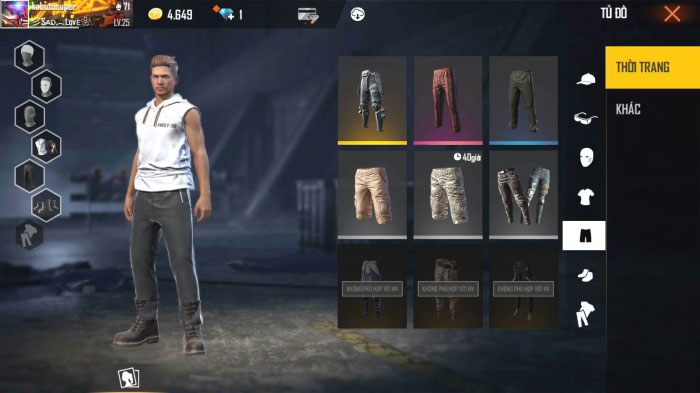 kabutosuper
71
SAD_LOVE
LV.25
4.649
1
TỦ ĐỒ
THỜI TRANG
KHÁC
40giờ
KHÔNG PHÙ HỢP VỚI NV
KHÔNG PHÙ HỢP VỚI NV
KHÔNG PHÙ HỢP VỚI NV